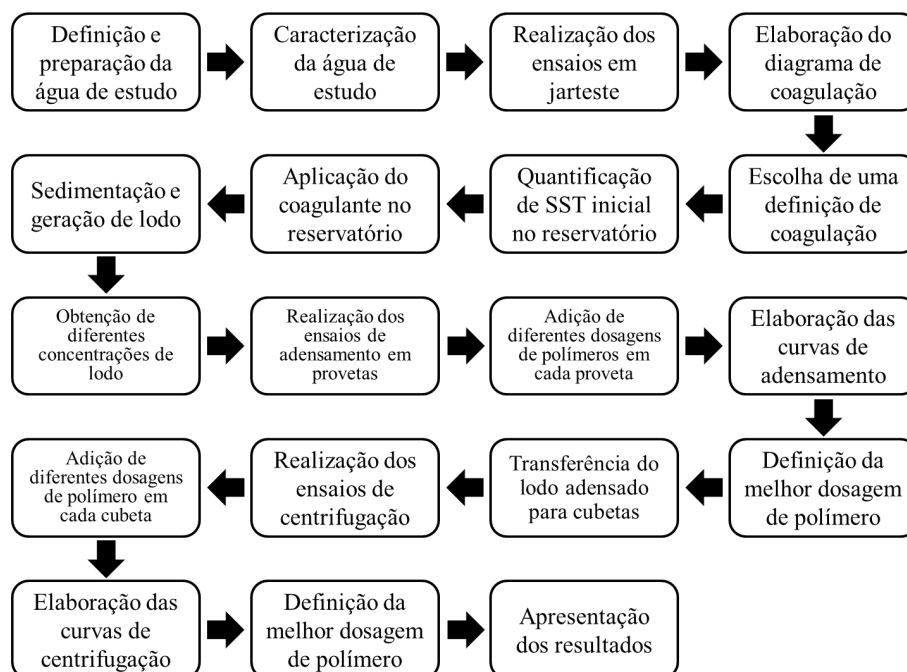 Definição e
preparação da
água de estudo
Caracterização
da água de
estudo
Realização dos
ensaios em
jarteste
Elaboração do
diagrama de
coagulação
Escolha de uma
definição de
coagulação
Quantificação
de SST inicial
no reservatório
Aplicação do
coagulante no
reservatório
Sedimentação e
geração de lodo
Obtenção de
diferentes
concentrações de
lodo
Realização dos
ensaios de
adensamento em
provetas
Adição de
diferentes dosagens
de polímeros em
cada proveta
Elaboração das
curvas de
adensamento
Definição da
melhor dosagem
de polímero
Transferência do
lodo adensado
para cubetas
Realização dos
ensaios de
centrifugação
Adição de
diferentes dosagens
de polímero em
cada cubeta
Elaboração das
curvas de
centrifugação
Definição da
melhor dosagem
de polímero
Apresentação
dos resultados